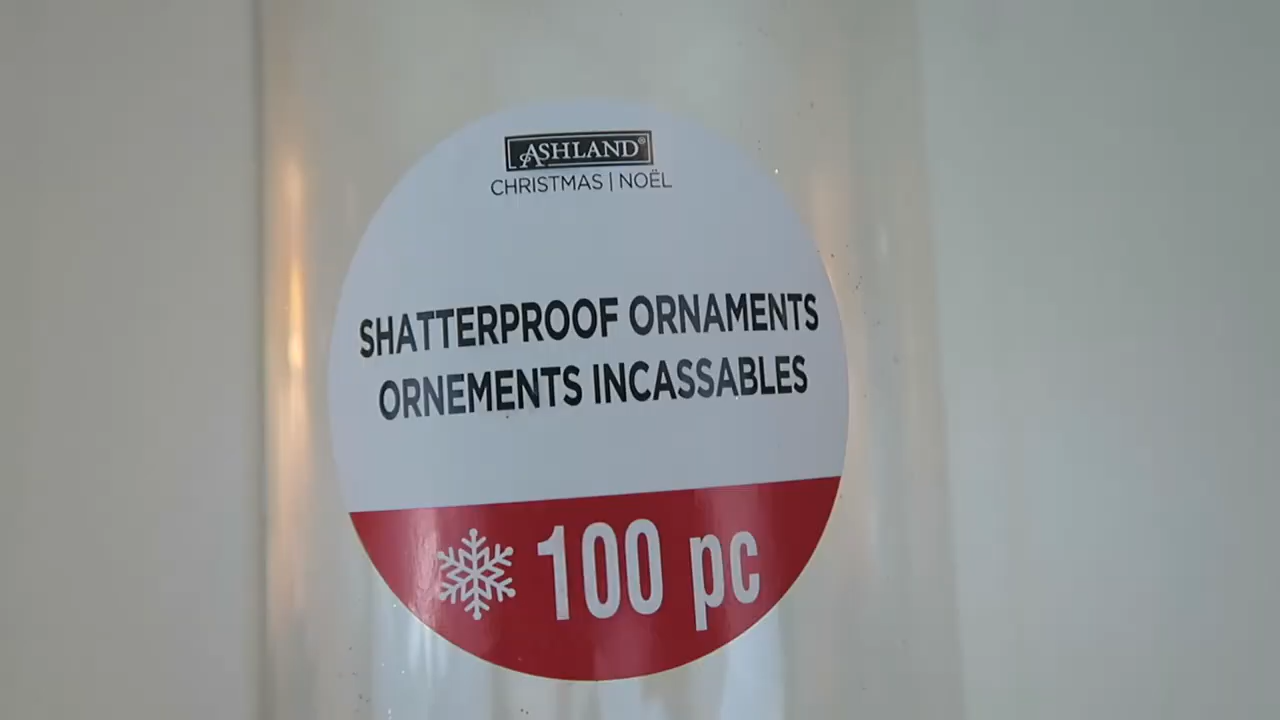 ASHLAND®
CHRISTMAS | NOËL
SHATTERPROOF ORNAMENTS
ORNEMENTS INCASSABLES
100 pc